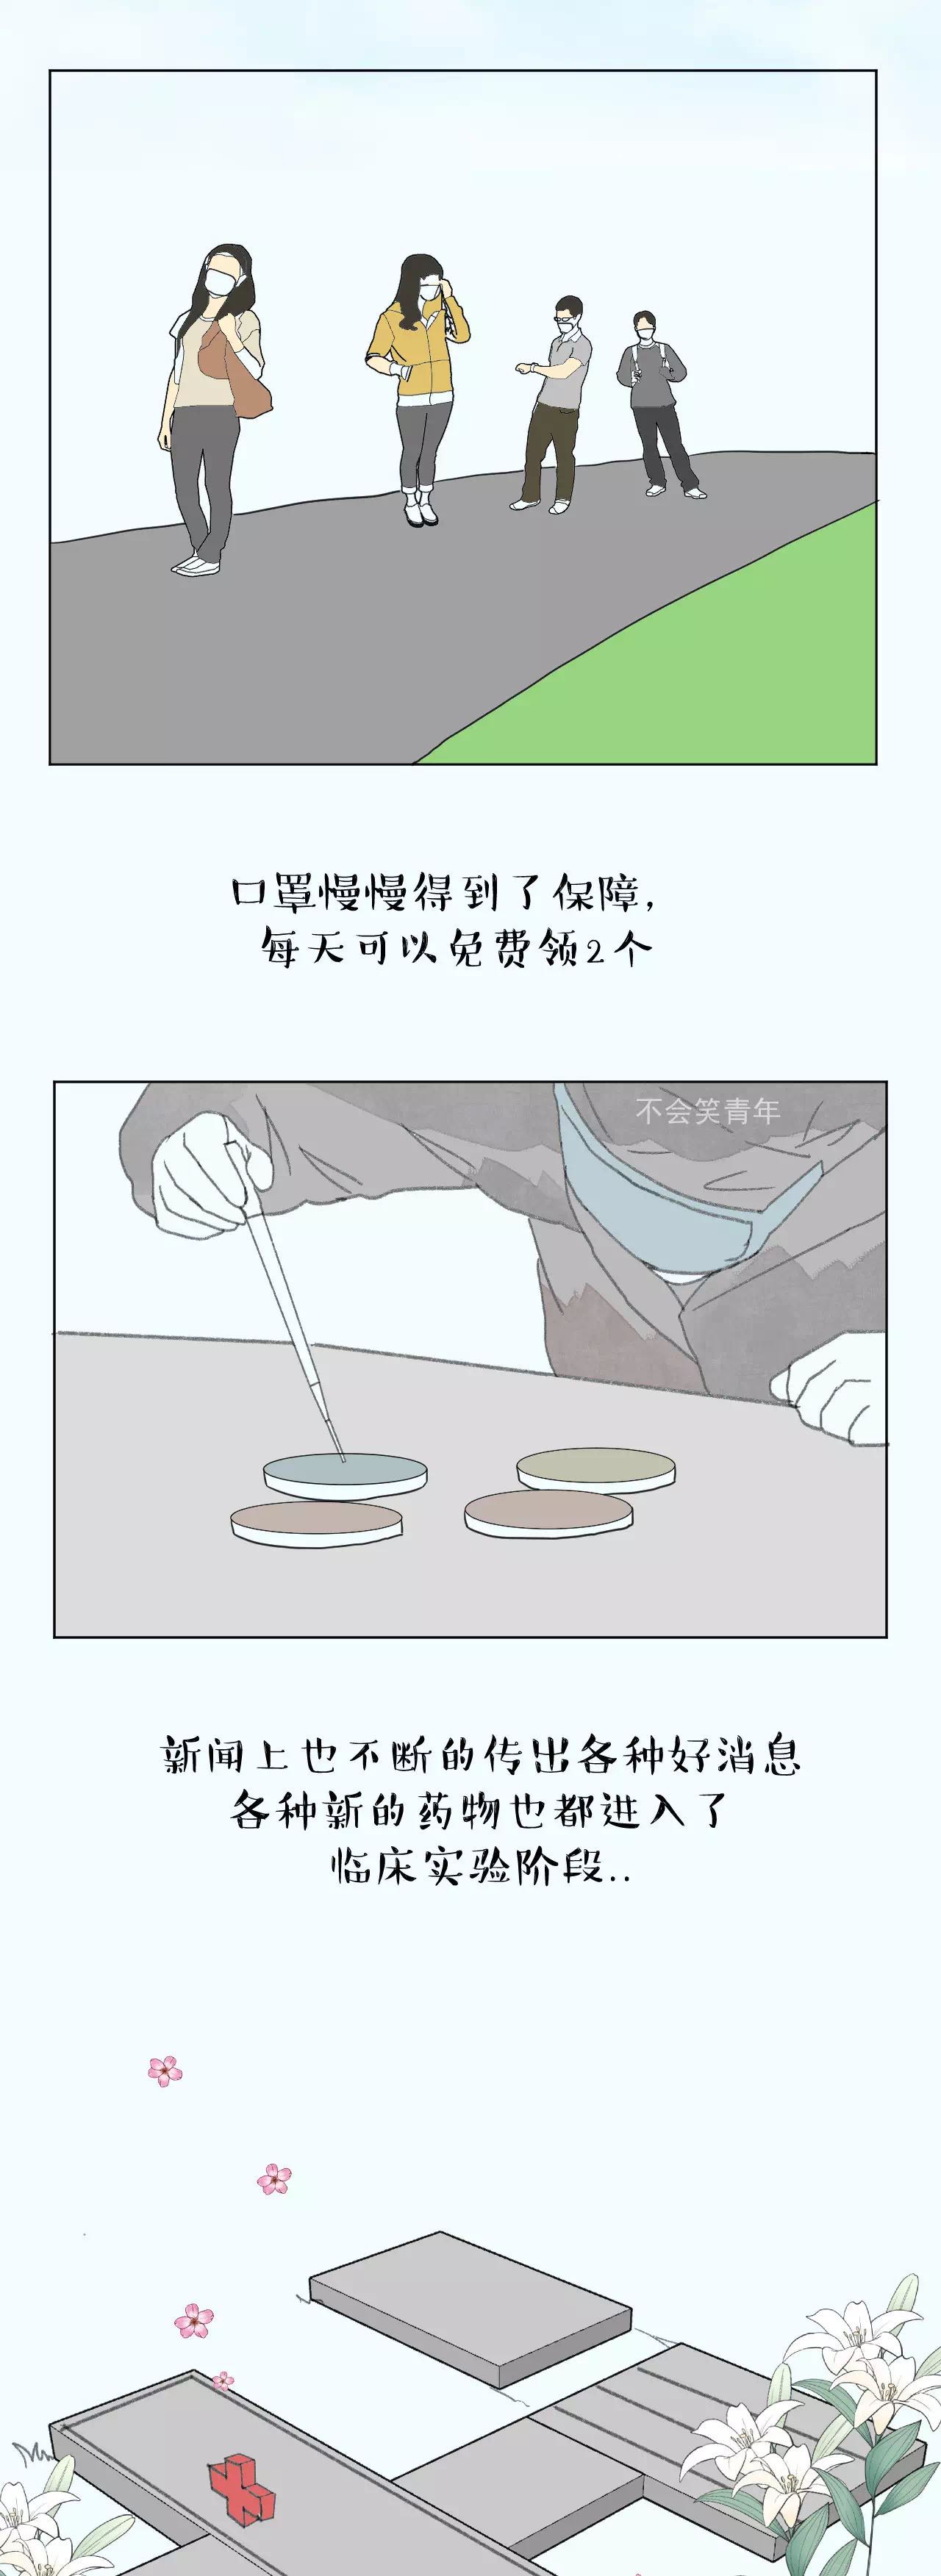 口罩慢慢得到了保障,
每天可以免费领2个
不会笑青年
新闻上也不断的传出各种好消息
各种新的药物也都进入了
临床实验阶段..